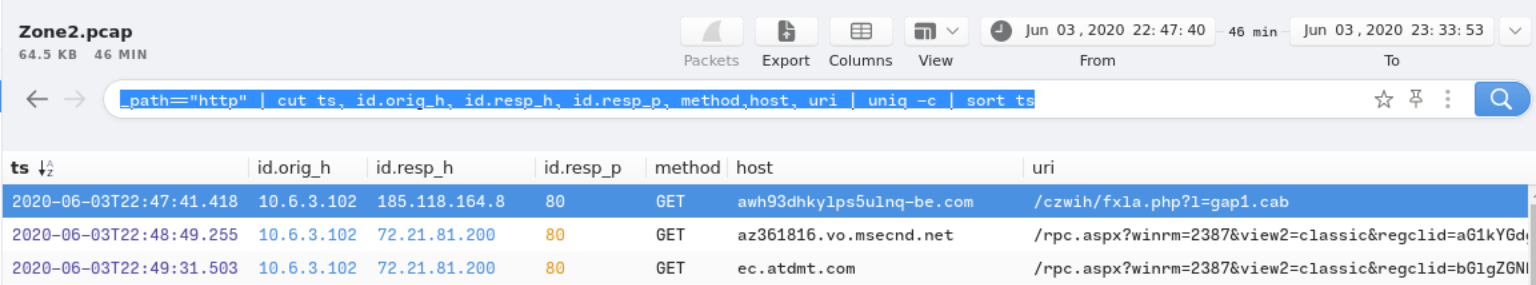 Zone2.pcap
64.5 KB 46 MIN
Packets Export Columns View
Jun 03, 2020 22:47:40 46 min Jun 03, 2020 23:33:53
From To
_path=="http" | cut ts, id.orig_h, id.resp_h, id.resp_p, method,host, uri | uniq -c | sort ts
ts id.orig_h id.resp_h id.resp_p method host uri
2020-06-03T22:47:41.418 10.6.3.102 185.118.164.8 80 GET awh93dhkylps5ulnq-be.com /czwih/fxla.php?l=gap1.cab
2020-06-03T22:48:49.255 10.6.3.102 72.21.81.200 80 GET az361816.vo.msecnd.net /rpc.aspx?winrm=2387&view2=classic&regclid=aG1kYGd
2020-06-03T22:49:31.503 10.6.3.102 72.21.81.200 80 GET ec.atdmt.com /rpc.aspx?winrm=2387&view2=classic&regclid=bGlgZGN